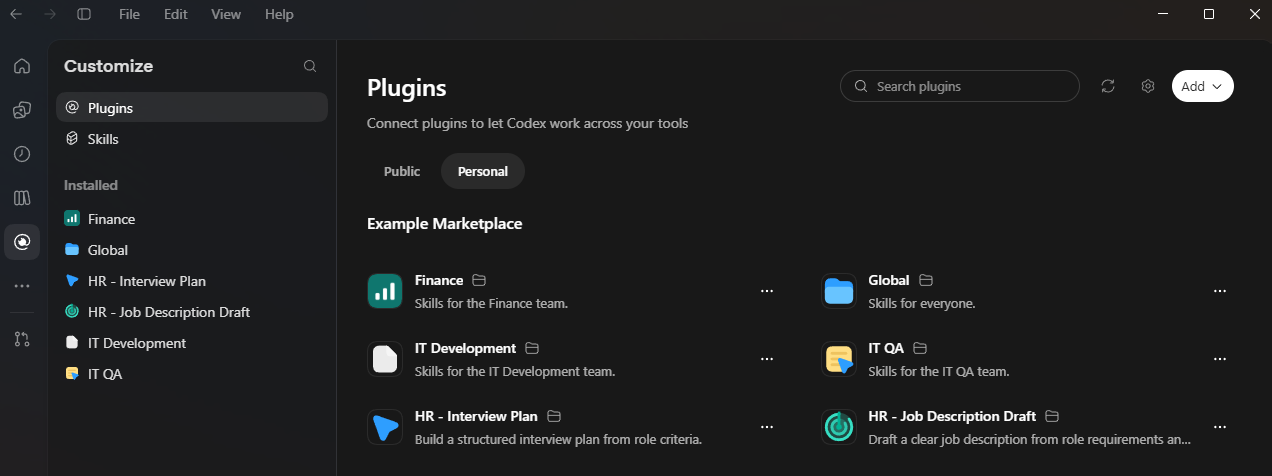 File Edit View Help
Customize
Plugins
Skills
Installed
Finance
Global
HR - Interview Plan
HR - Job Description Draft
IT Development
IT QA
Plugins
Search plugins
Add
Connect plugins to let Codex work across your tools
Public Personal
Example Marketplace
Finance
Skills for the Finance team.
Global
Skills for everyone.
IT Development
Skills for the IT Development team.
IT QA
Skills for the IT QA team.
HR - Interview Plan
Build a structured interview plan from role criteria.
HR - Job Description Draft
Draft a clear job description from role requirements an...